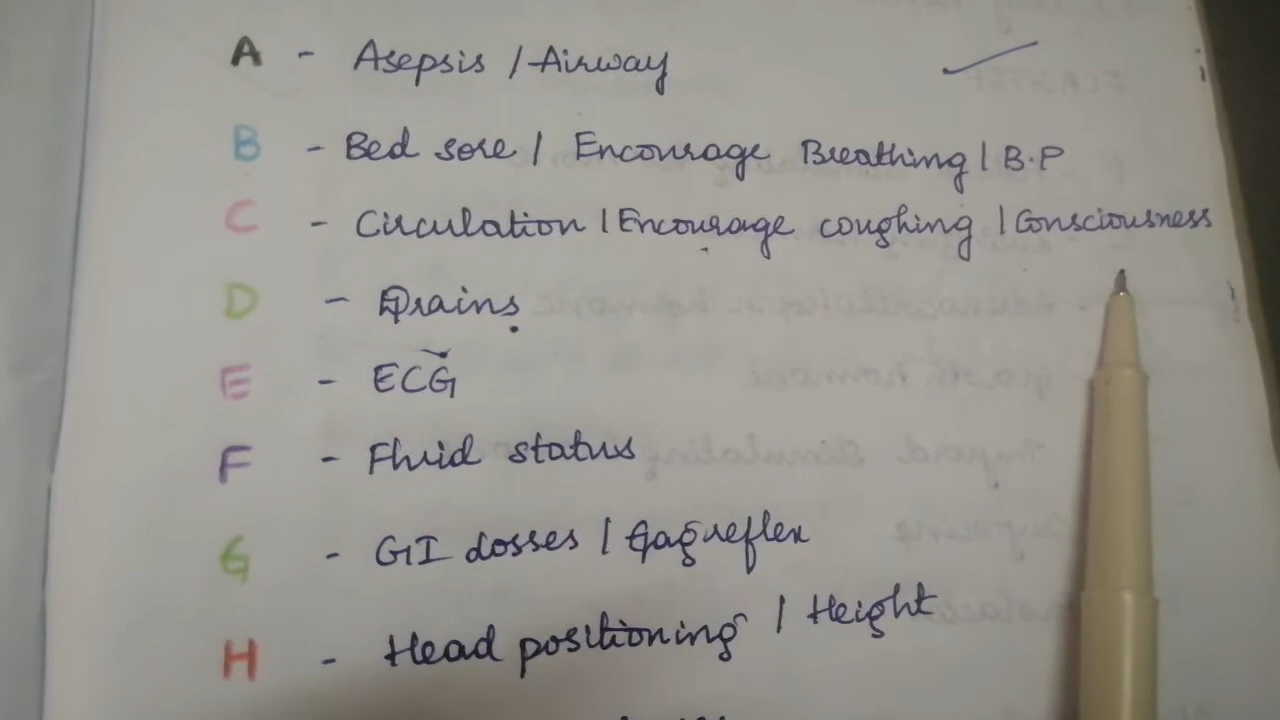 A - Asepsis / Airway
B - Bed sore / Encourage Breathing / B.P
C - Circulation / Encourage coughing / Consciousness
D - Drains
E - ECG
F - Fluid status
G - GI losses / Gag reflex
H - Head positioning / Height